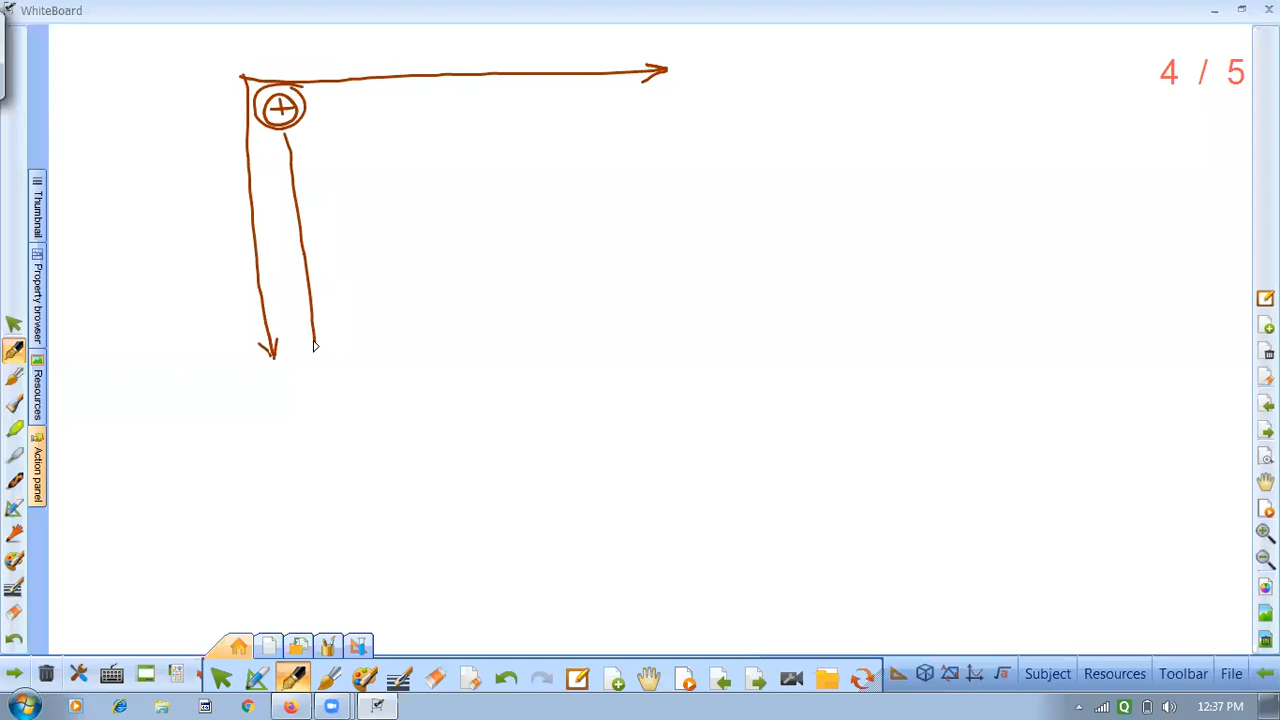 WhiteBoard
4 / 5
+
Thumbnail
Property browser
Resources
Action panel
Subject
Resources
Toolbar
File
12:37 PM